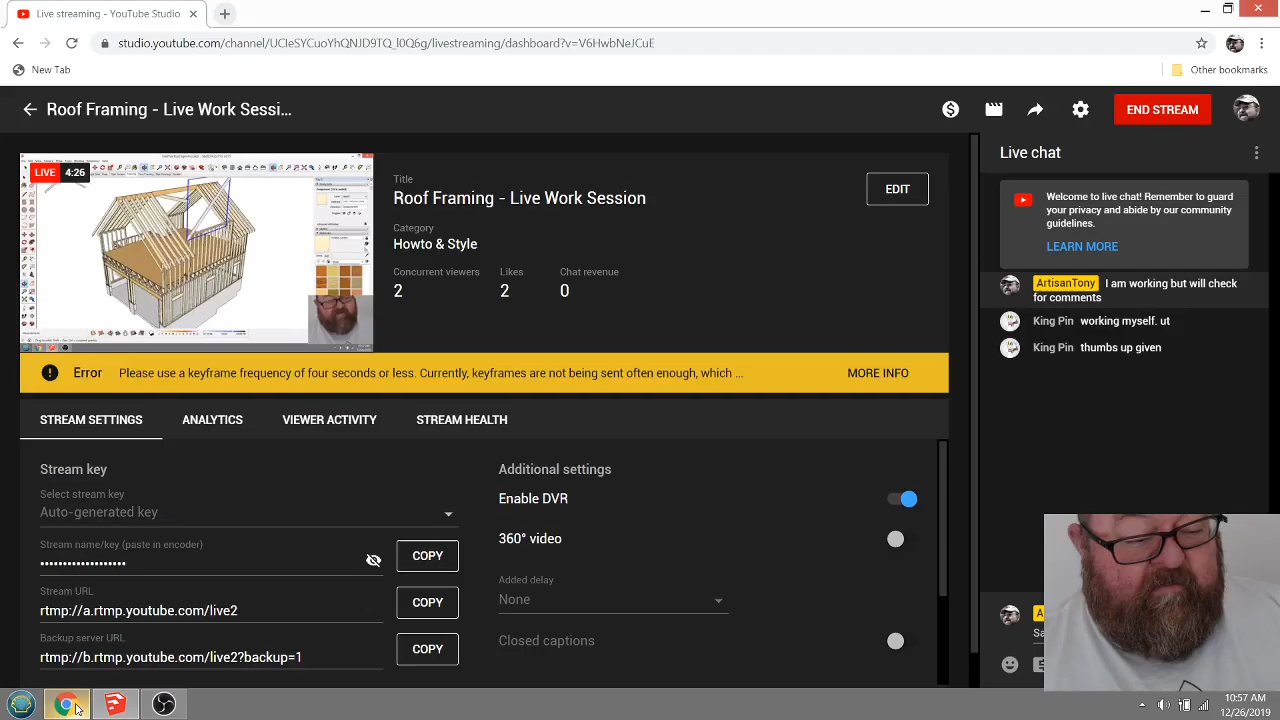 Live streaming - YouTube Studio
studio.youtube.com/channel/UCIeSYCuoYhQNJD9TQ_l0Q6g/livestreaming/dashboard?v=V6HwbNeJCuE
New Tab
Other bookmarks
Roof Framing - Live Work Sessi...
END STREAM
LIVE 4:26
Title
Roof Framing - Live Work Session
EDIT
Category
Howto & Style
Concurrent viewers Likes Chat revenue
2 2 0
Error Please use a keyframe frequency of four seconds or less. Currently, keyframes are not being sent often enough, which ... MORE INFO
STREAM SETTINGS ANALYTICS VIEWER ACTIVITY STREAM HEALTH
Stream key
Select stream key
Auto-generated key
Stream name/key (paste in encoder)
••••••••••••••••••• COPY
Stream URL
rtmp://a.rtmp.youtube.com/live2 COPY
Backup server URL
rtmp://b.rtmp.youtube.com/live2?backup=1 COPY
Additional settings
Enable DVR
360° video
Added delay
None
Closed captions
Live chat
Welcome to live chat! Remember to guard
your privacy and abide by our community
guidelines.
LEARN MORE
ArtisanTony I am working but will check
for comments
King Pin working myself. ut
King Pin thumbs up given
10:57 AM
12/26/2019